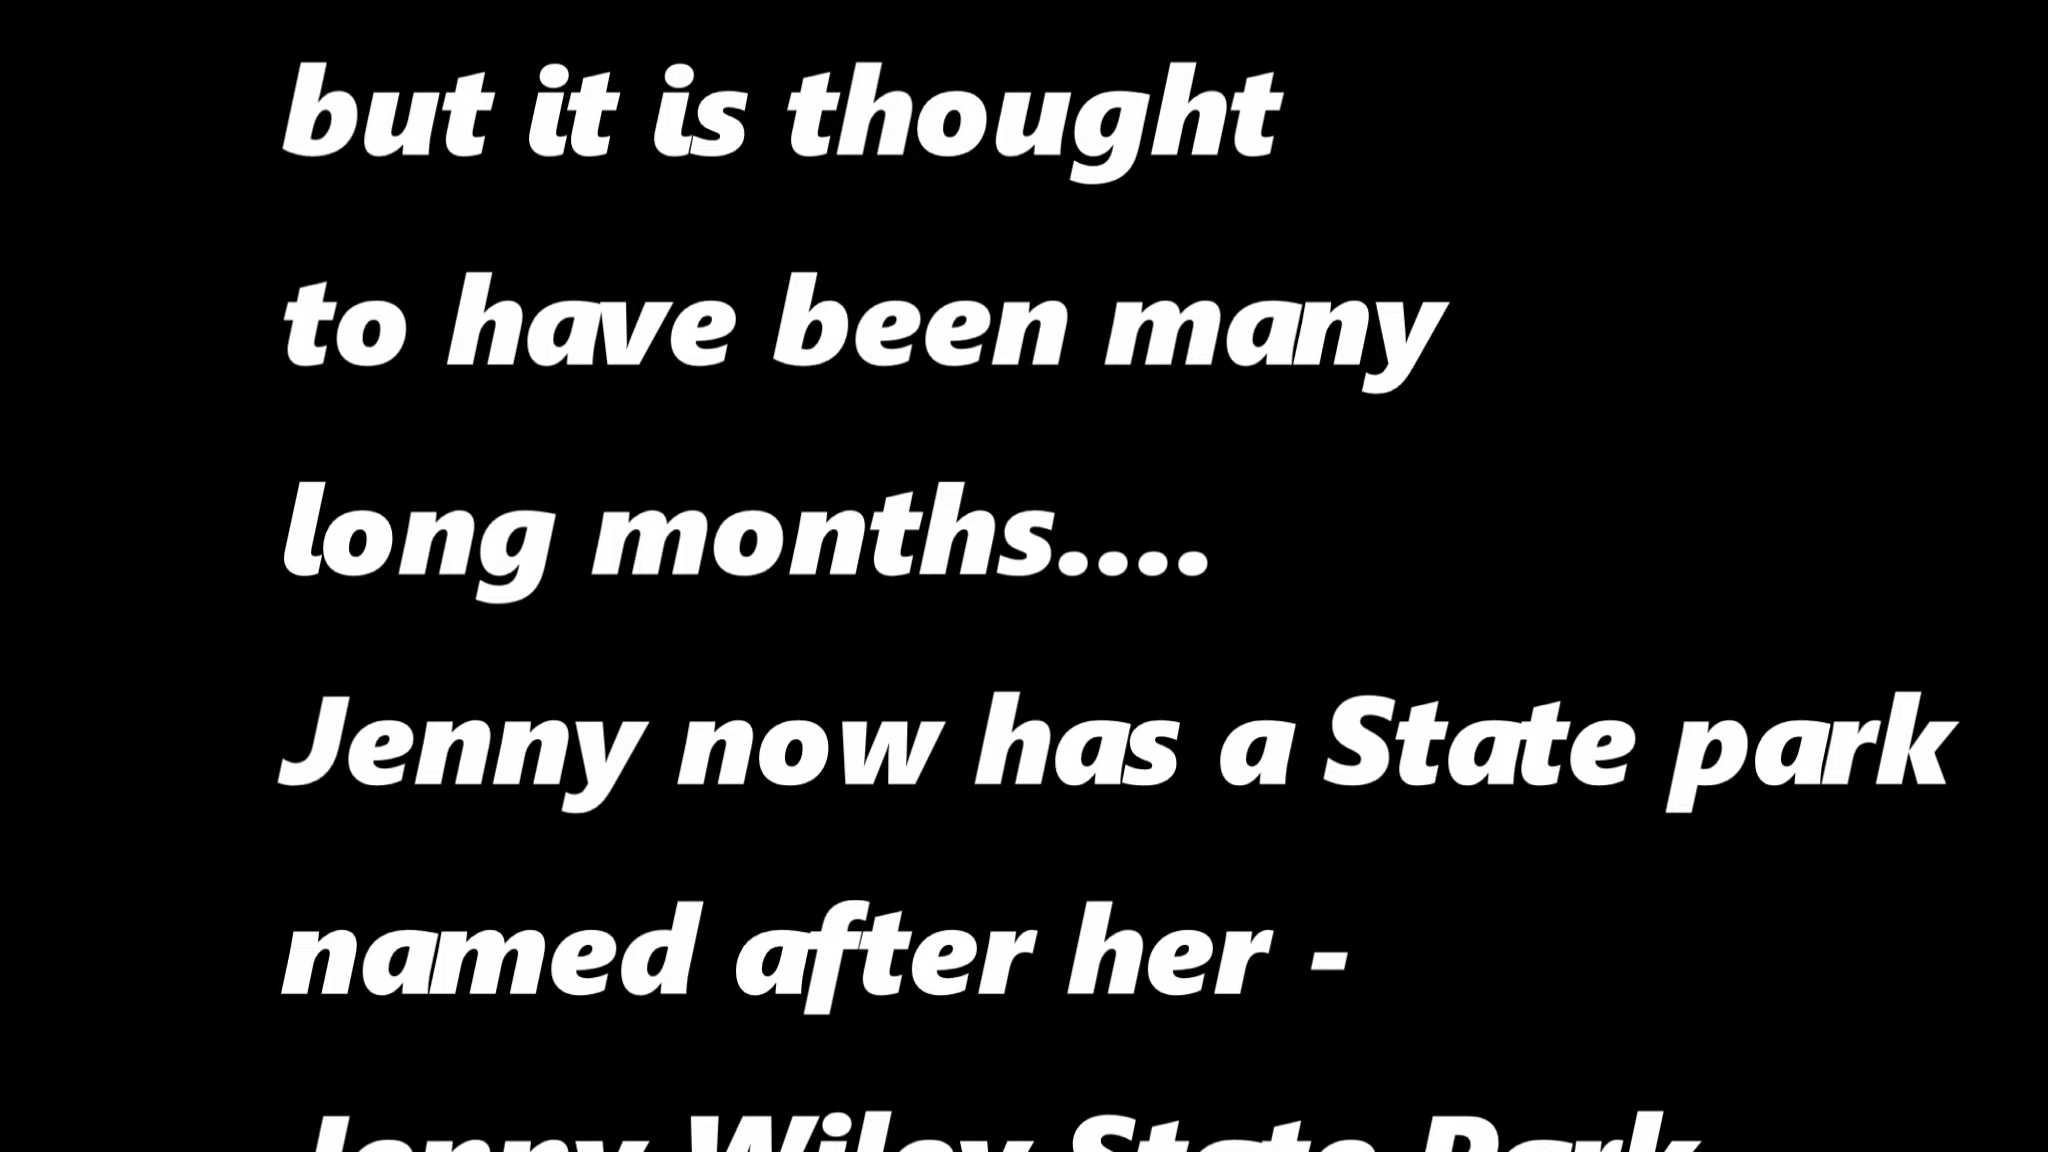 but it is thought
to have been many
long months....
Jenny now has a State park
named after her -
Jenny Wiley State Park